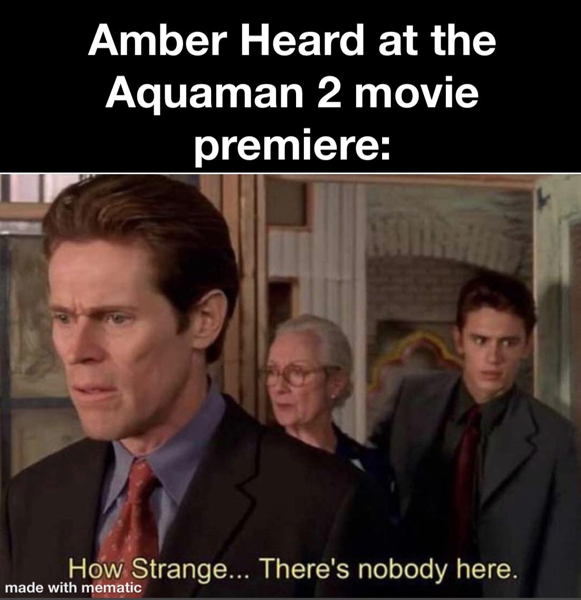 Amber Heard at the
Aquaman 2 movie
premiere:
How Strange... There's nobody here.
made with mematic